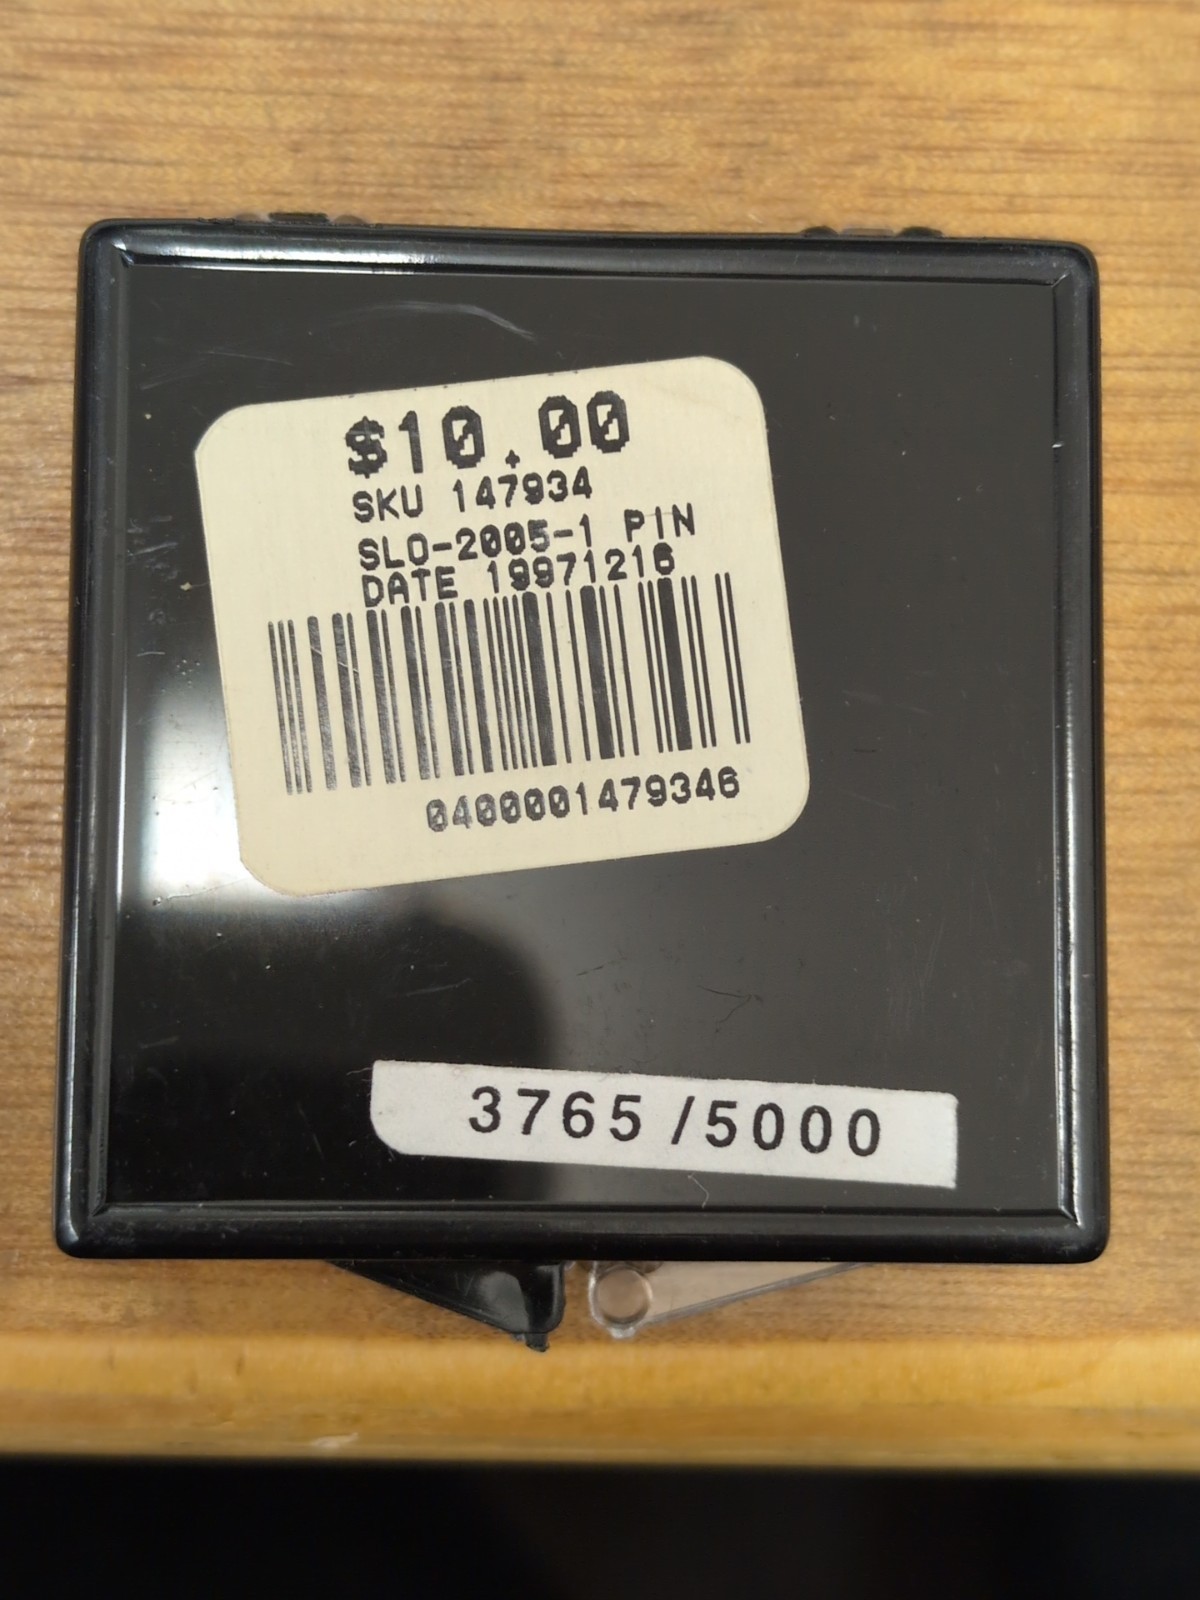 $10.00
SKU 147934
SLO-2005-1 PIN
DATE 19971216
0400001479346
3765/5000